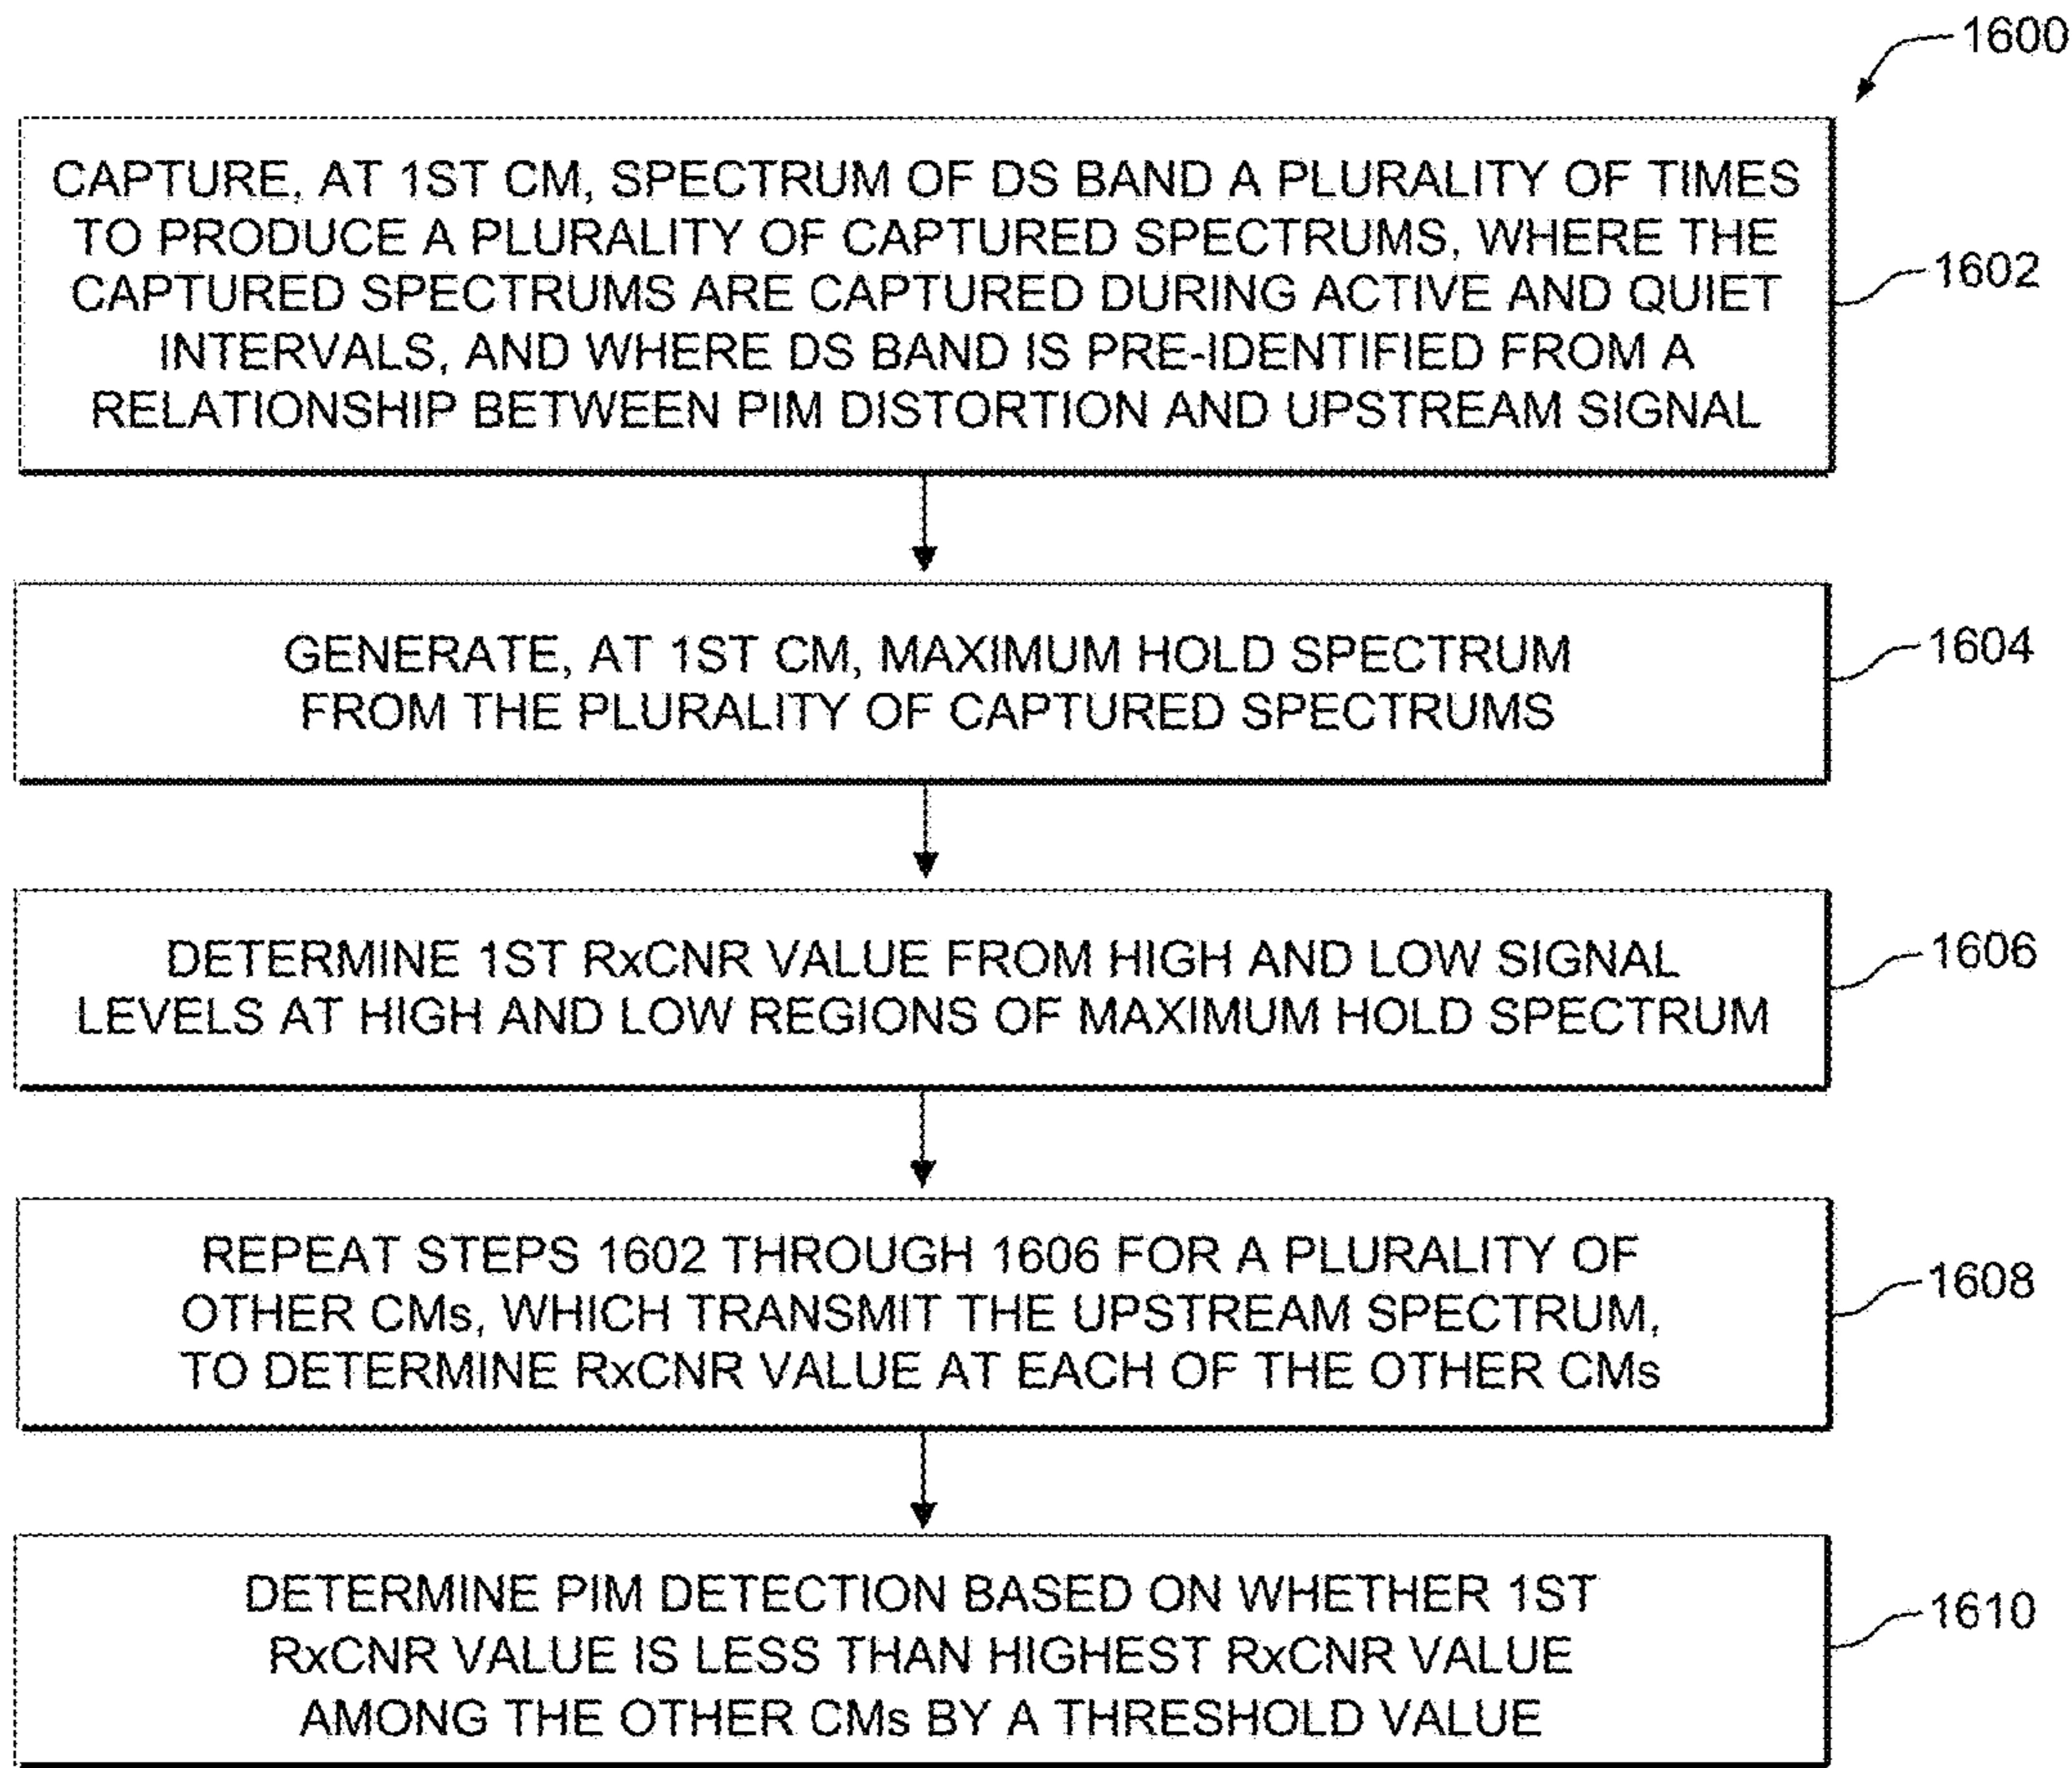 1600
CAPTURE, AT 1ST CM, SPECTRUM OF DS BAND A PLURALITY OF TIMES
TO PRODUCE A PLURALITY OF CAPTURED SPECTRUMS, WHERE THE
CAPTURED SPECTRUMS ARE CAPTURED DURING ACTIVE AND QUIET
INTERVALS, AND WHERE DS BAND IS PRE-IDENTIFIED FROM A
RELATIONSHIP BETWEEN PIM DISTORTION AND UPSTREAM SIGNAL
1602
GENERATE, AT 1ST CM, MAXIMUM HOLD SPECTRUM
FROM THE PLURALITY OF CAPTURED SPECTRUMS
1604
DETERMINE 1ST RxCNR VALUE FROM HIGH AND LOW SIGNAL
LEVELS AT HIGH AND LOW REGIONS OF MAXIMUM HOLD SPECTRUM
1606
REPEAT STEPS 1602 THROUGH 1606 FOR A PLURALITY OF
OTHER CMs, WHICH TRANSMIT THE UPSTREAM SPECTRUM,
TO DETERMINE RxCNR VALUE AT EACH OF THE OTHER CMs
1608
DETERMINE PIM DETECTION BASED ON WHETHER 1ST
RxCNR VALUE IS LESS THAN HIGHEST RxCNR VALUE
AMONG THE OTHER CMs BY A THRESHOLD VALUE
1610